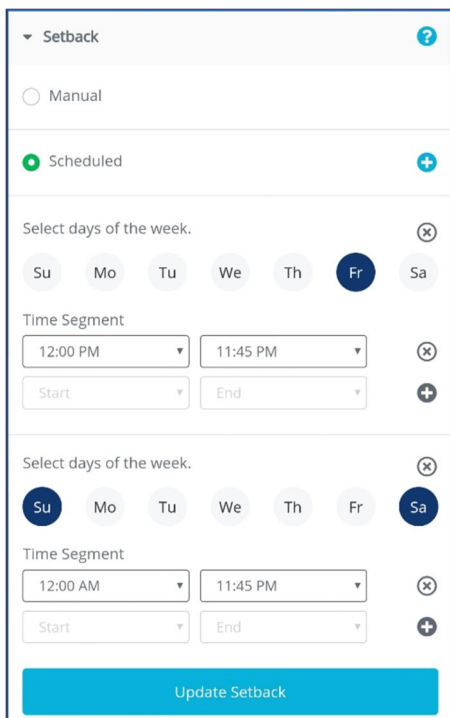 Setback ?
Manual
Scheduled
Select days of the week.
Su Mo Tu We Th Fr Sa
Time Segment
12:00 PM 11:45 PM
Start End
Select days of the week.
Su Mo Tu We Th Fr Sa
Time Segment
12:00 AM 11:45 PM
Start End
Update Setback